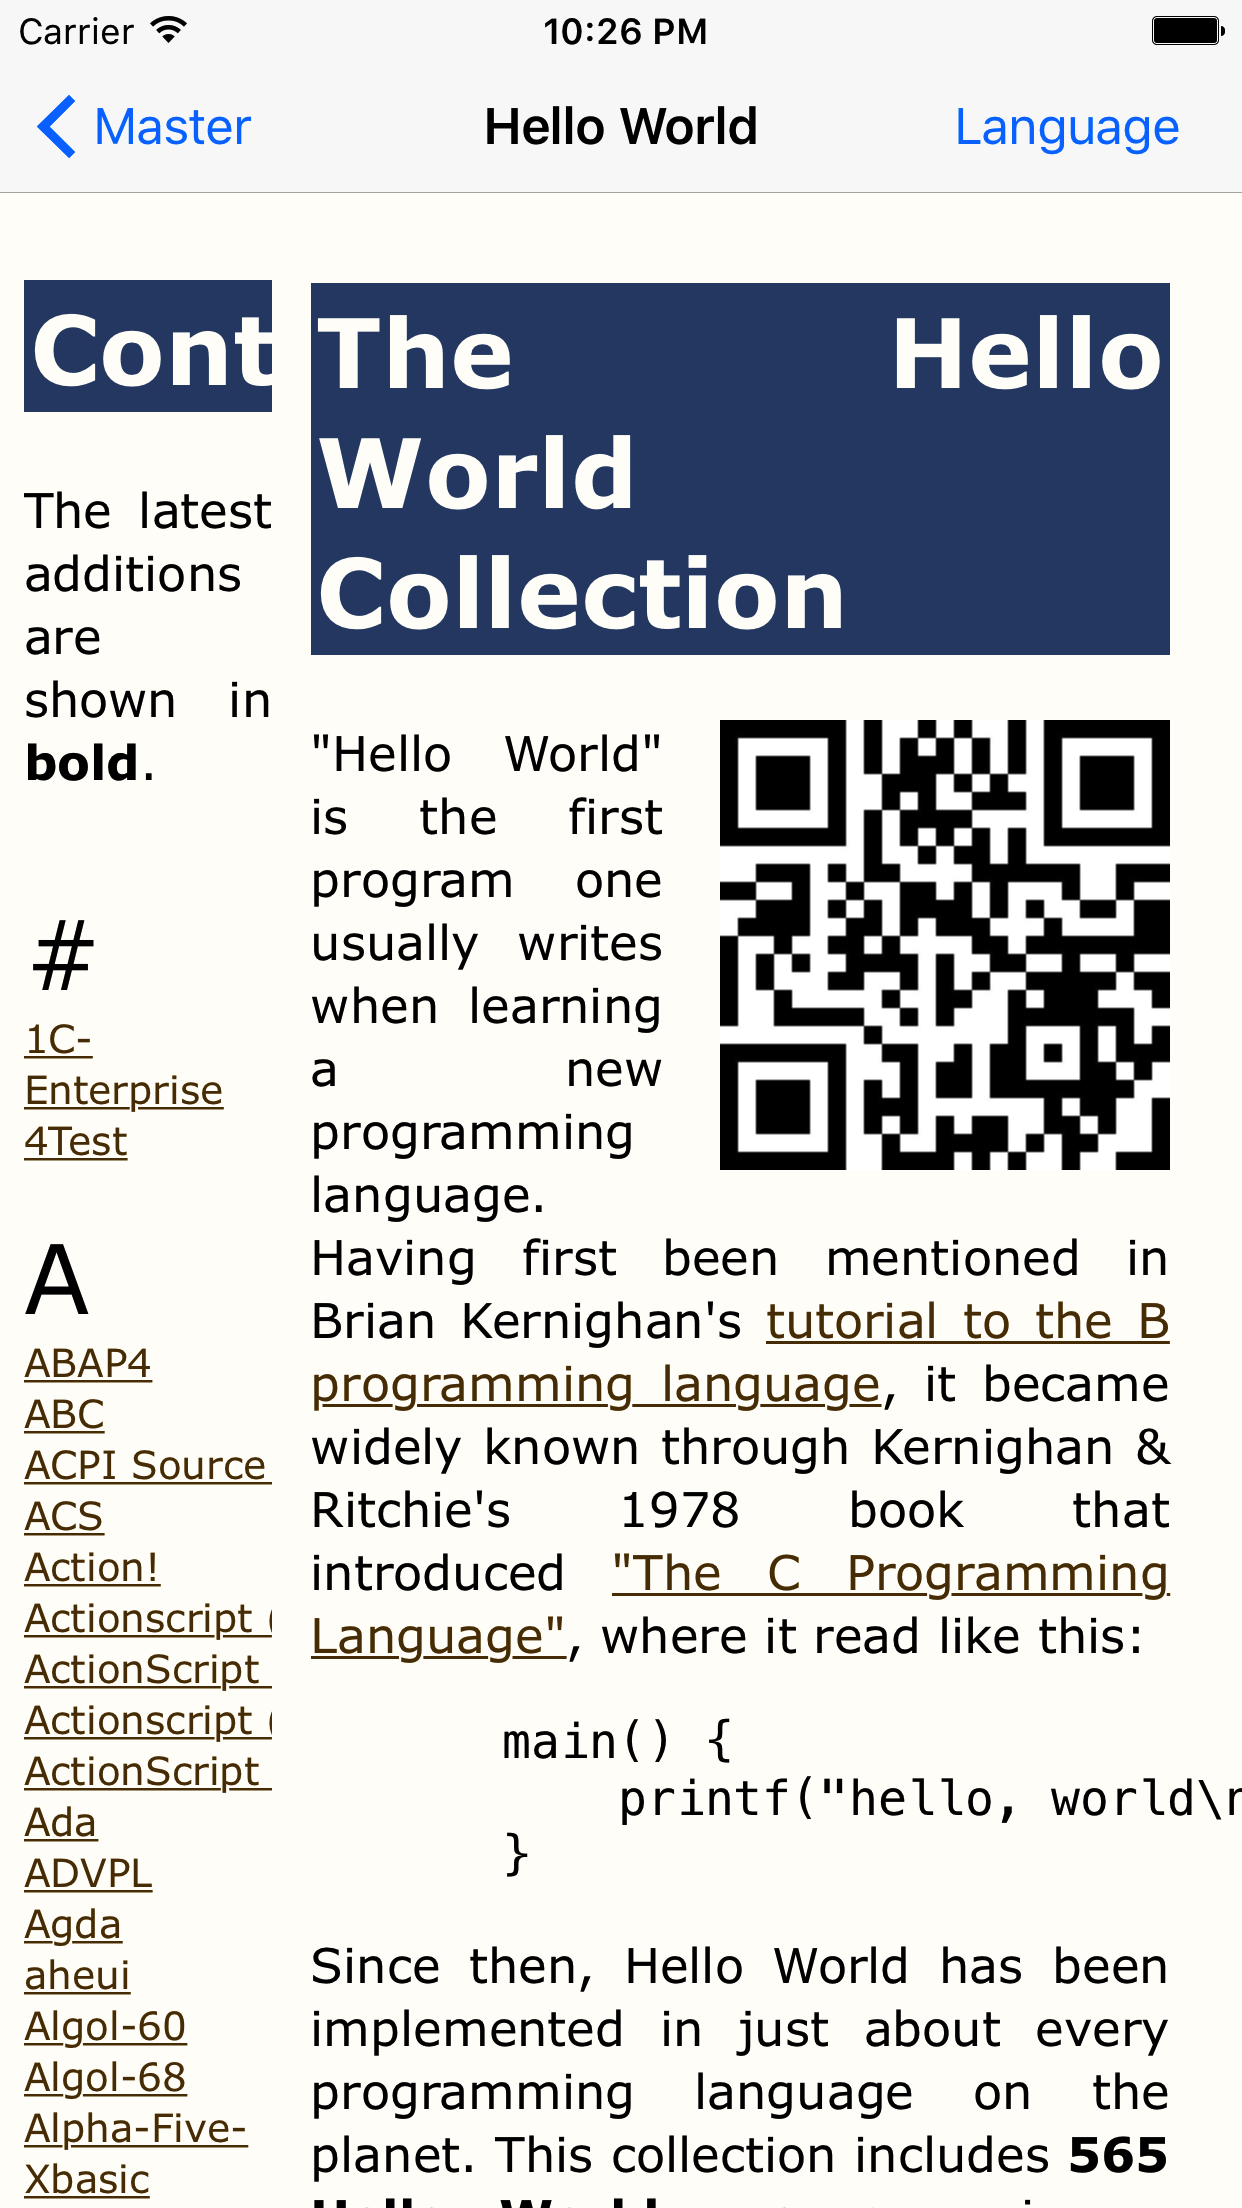 Carrier
10:26 PM
Master
Hello World
Language
Cont
The latest
additions
are
shown in
bold.
#
1C-
Enterprise
4Test
A
ABAP4
ABC
ACPI Source
ACS
Action!
Actionscript (
ActionScript
Actionscript (
ActionScript
Ada
ADVPL
Agda
aheui
Algol-60
Algol-68
Alpha-Five-
Xbasic
The Hello
World
Collection
"Hello World"
is the first
program one
usually writes
when learning
a new
programming
language.
Having first been mentioned in
Brian Kernighan's tutorial to the B
programming language, it became
widely known through Kernighan &
Ritchie's 1978 book that
introduced "The C Programming
Language", where it read like this:
main() {
printf("hello, world\n
}
Since then, Hello World has been
implemented in just about every
programming language on the
planet. This collection includes 565
Hello World